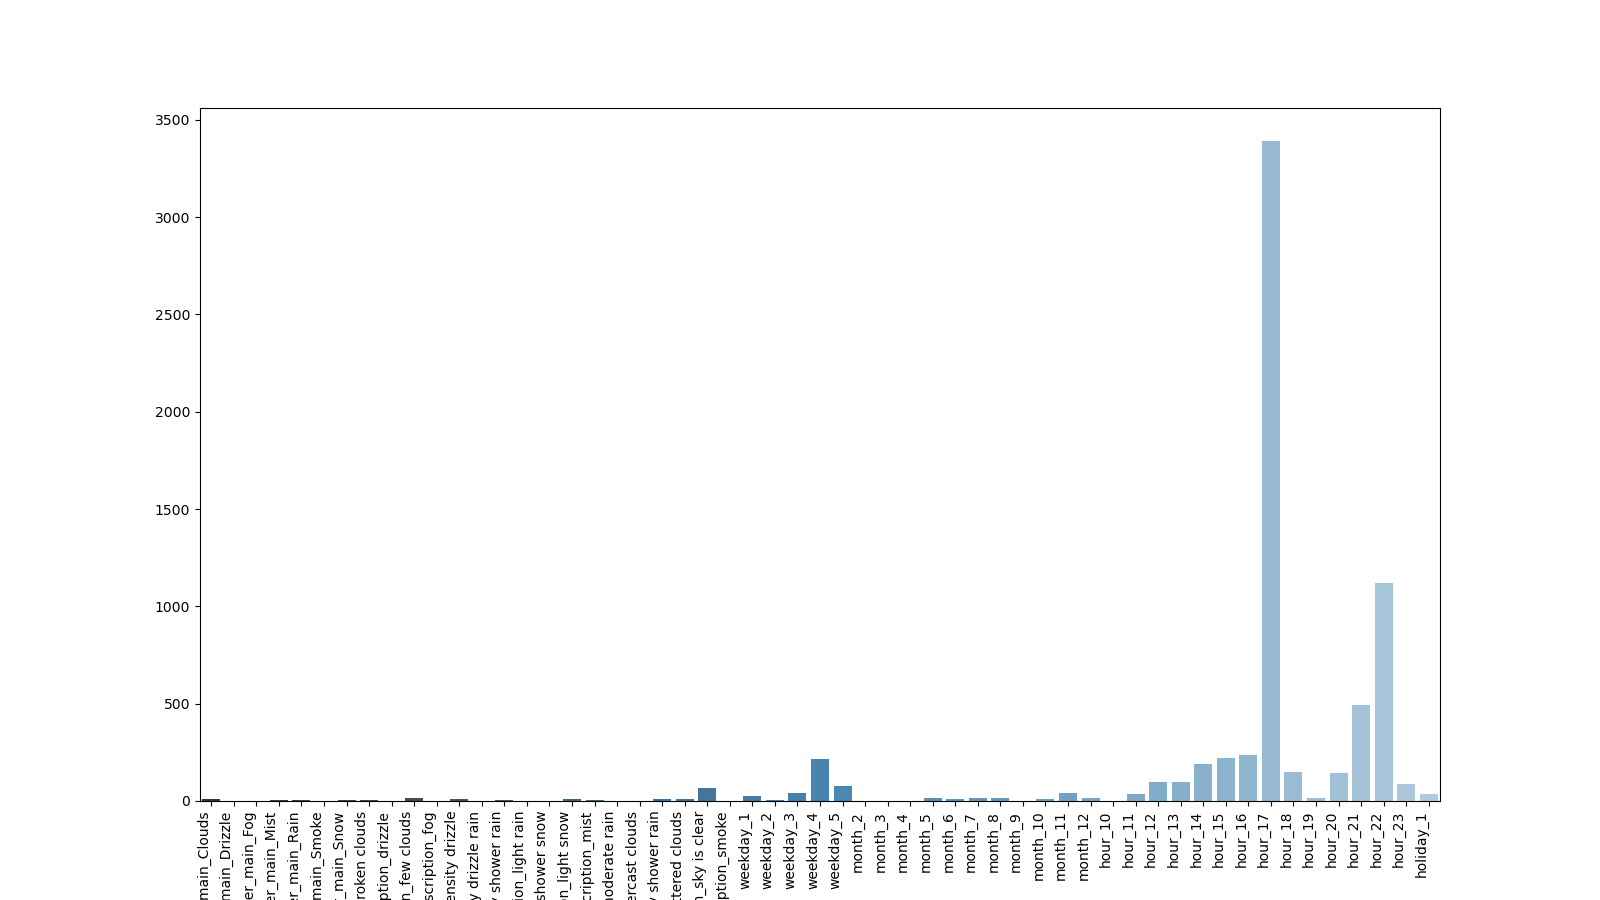 3500
3000
2500
2000
1500
1000
500
0
main_Clouds
main_Drizzle
er_main_Fog
er_main_Mist
er_main_Rain
main_Smoke
r_main_Snow
roken clouds
ption_drizzle
n_few clouds
scription_fog
ensity drizzle
y drizzle rain
y shower rain
ion_light rain
shower snow
on_light snow
cription_mist
noderate rain
ercast clouds
y shower rain
ttered clouds
n_sky is clear
ption_smoke
weekday_1
weekday_2
weekday_3
weekday_4
weekday_5
month_2
month_3
month_4
month_5
month_6
month_7
month_8
month_9
month_10
month_11
month_12
hour_10
hour_11
hour_12
hour_13
hour_14
hour_15
hour_16
hour_17
hour_18
hour_19
hour_20
hour_21
hour_22
hour_23
holiday_1